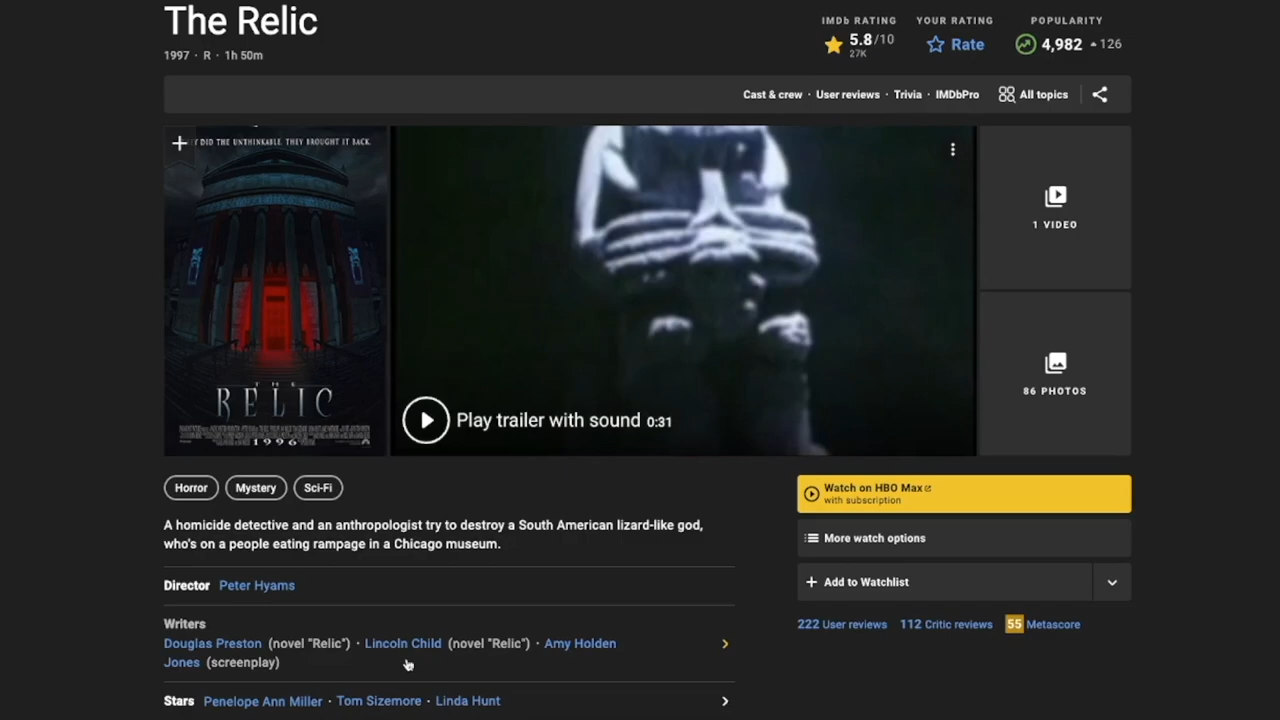 The Relic
1997 · R · 1h 50m
IMDb RATING
5.8/10
27K
YOUR RATING
Rate
POPULARITY
4,982 126
Cast & crew · User reviews · Trivia · IMDbPro
All topics
DID THE UNTHINKABLE. THEY BROUGHT IT BACK.
THE
RELIC
1996
Play trailer with sound 0:31
1 VIDEO
86 PHOTOS
Horror
Mystery
Sci-Fi
A homicide detective and an anthropologist try to destroy a South American lizard-like god,
who's on a people eating rampage in a Chicago museum.
Director Peter Hyams
Writers
Douglas Preston (novel "Relic") · Lincoln Child (novel "Relic") · Amy Holden
Jones (screenplay)
Stars Penelope Ann Miller · Tom Sizemore · Linda Hunt
Watch on HBO Max
with subscription
More watch options
Add to Watchlist
222 User reviews
112 Critic reviews
55 Metascore